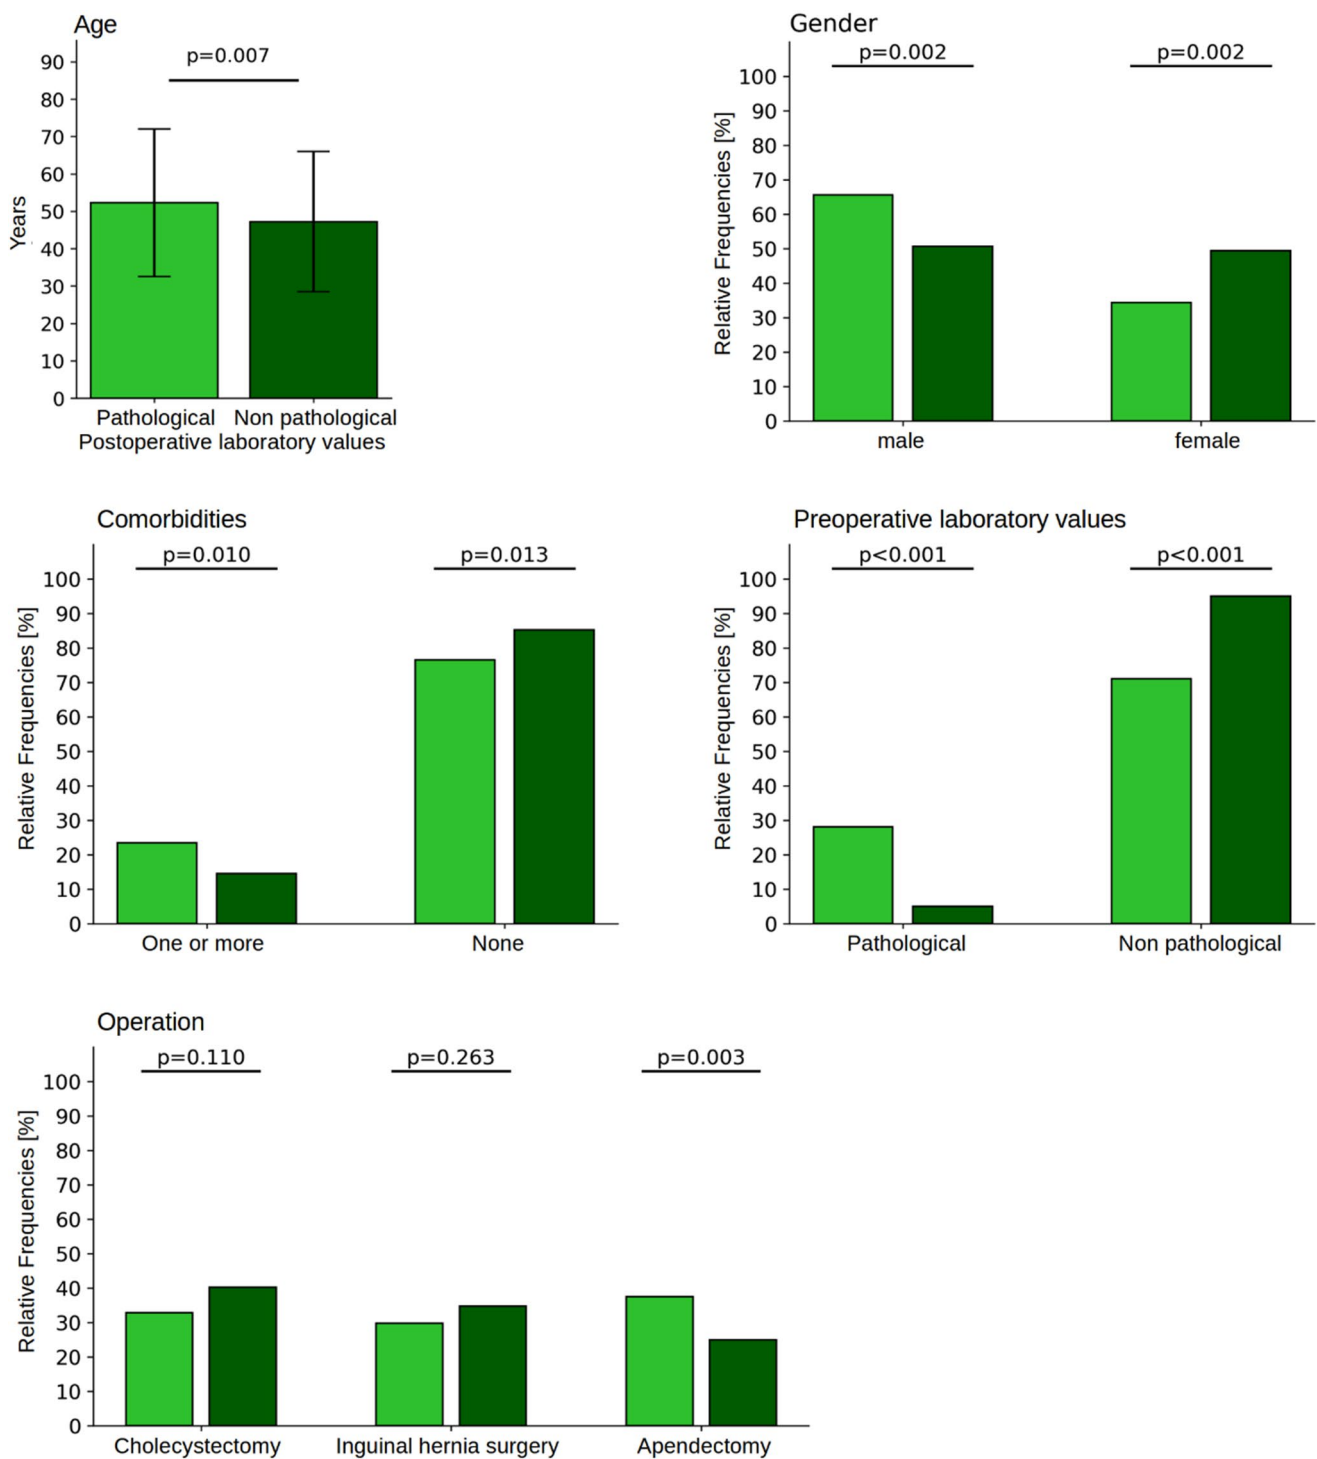 Age
p=0.007
90
80
70
60
50
40
30
20
10
0
Years
Pathological Non pathological
Postoperative laboratory values
Gender
p=0.002 p=0.002
100
90
80
70
60
50
40
30
20
10
0
Relative Frequencies [%]
male female
Comorbidities
p=0.010 p=0.013
100
90
80
70
60
50
40
30
20
10
0
Relative Frequencies [%]
One or more None
Preoperative laboratory values
p<0.001 p<0.001
100
90
80
70
60
50
40
30
20
10
0
Relative Frequencies [%]
Pathological Non pathological
Operation
p=0.110 p=0.263 p=0.003
100
90
80
70
60
50
40
30
20
10
0
Relative Frequencies [%]
Cholecystectomy Inguinal hernia surgery Apendectomy